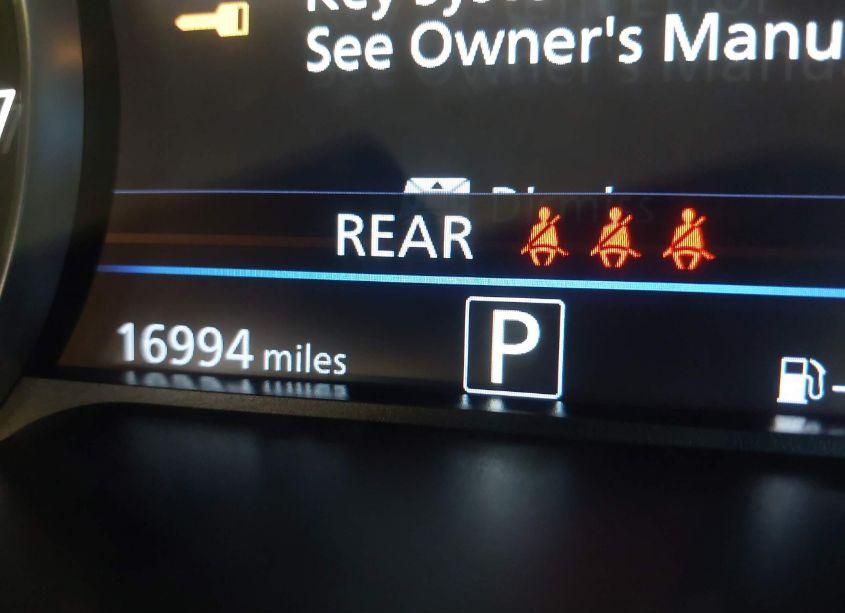 See Owner's Manu
REAR
16994 miles
P